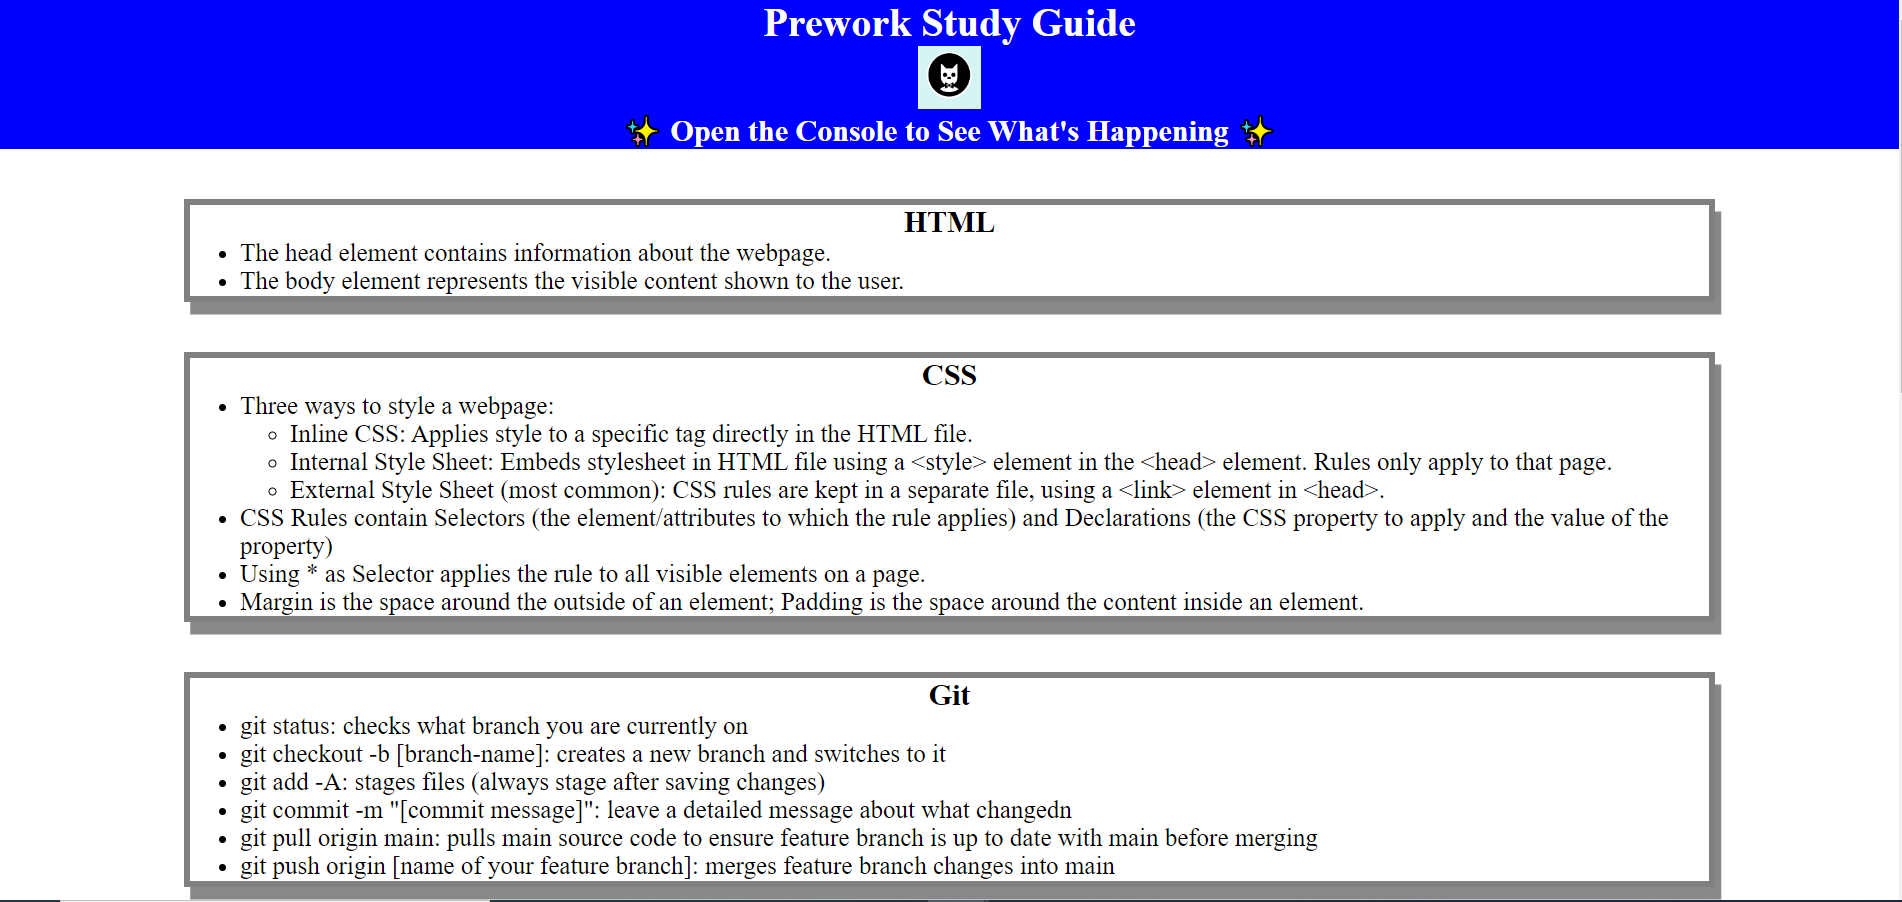 Prework Study Guide
✨ Open the Console to See What's Happening ✨
HTML
• The head element contains information about the webpage.
• The body element represents the visible content shown to the user.
CSS
• Three ways to style a webpage:
◦ Inline CSS: Applies style to a specific tag directly in the HTML file.
◦ Internal Style Sheet: Embeds stylesheet in HTML file using a <style> element in the <head> element. Rules only apply to that page.
◦ External Style Sheet (most common): CSS rules are kept in a separate file, using a <link> element in <head>.
• CSS Rules contain Selectors (the element/attributes to which the rule applies) and Declarations (the CSS property to apply and the value of the
property)
• Using * as Selector applies the rule to all visible elements on a page.
• Margin is the space around the outside of an element; Padding is the space around the content inside an element.
Git
• git status: checks what branch you are currently on
• git checkout -b [branch-name]: creates a new branch and switches to it
• git add -A: stages files (always stage after saving changes)
• git commit -m "[commit message]": leave a detailed message about what changedn
• git pull origin main: pulls main source code to ensure feature branch is up to date with main before merging
• git push origin [name of your feature branch]: merges feature branch changes into main